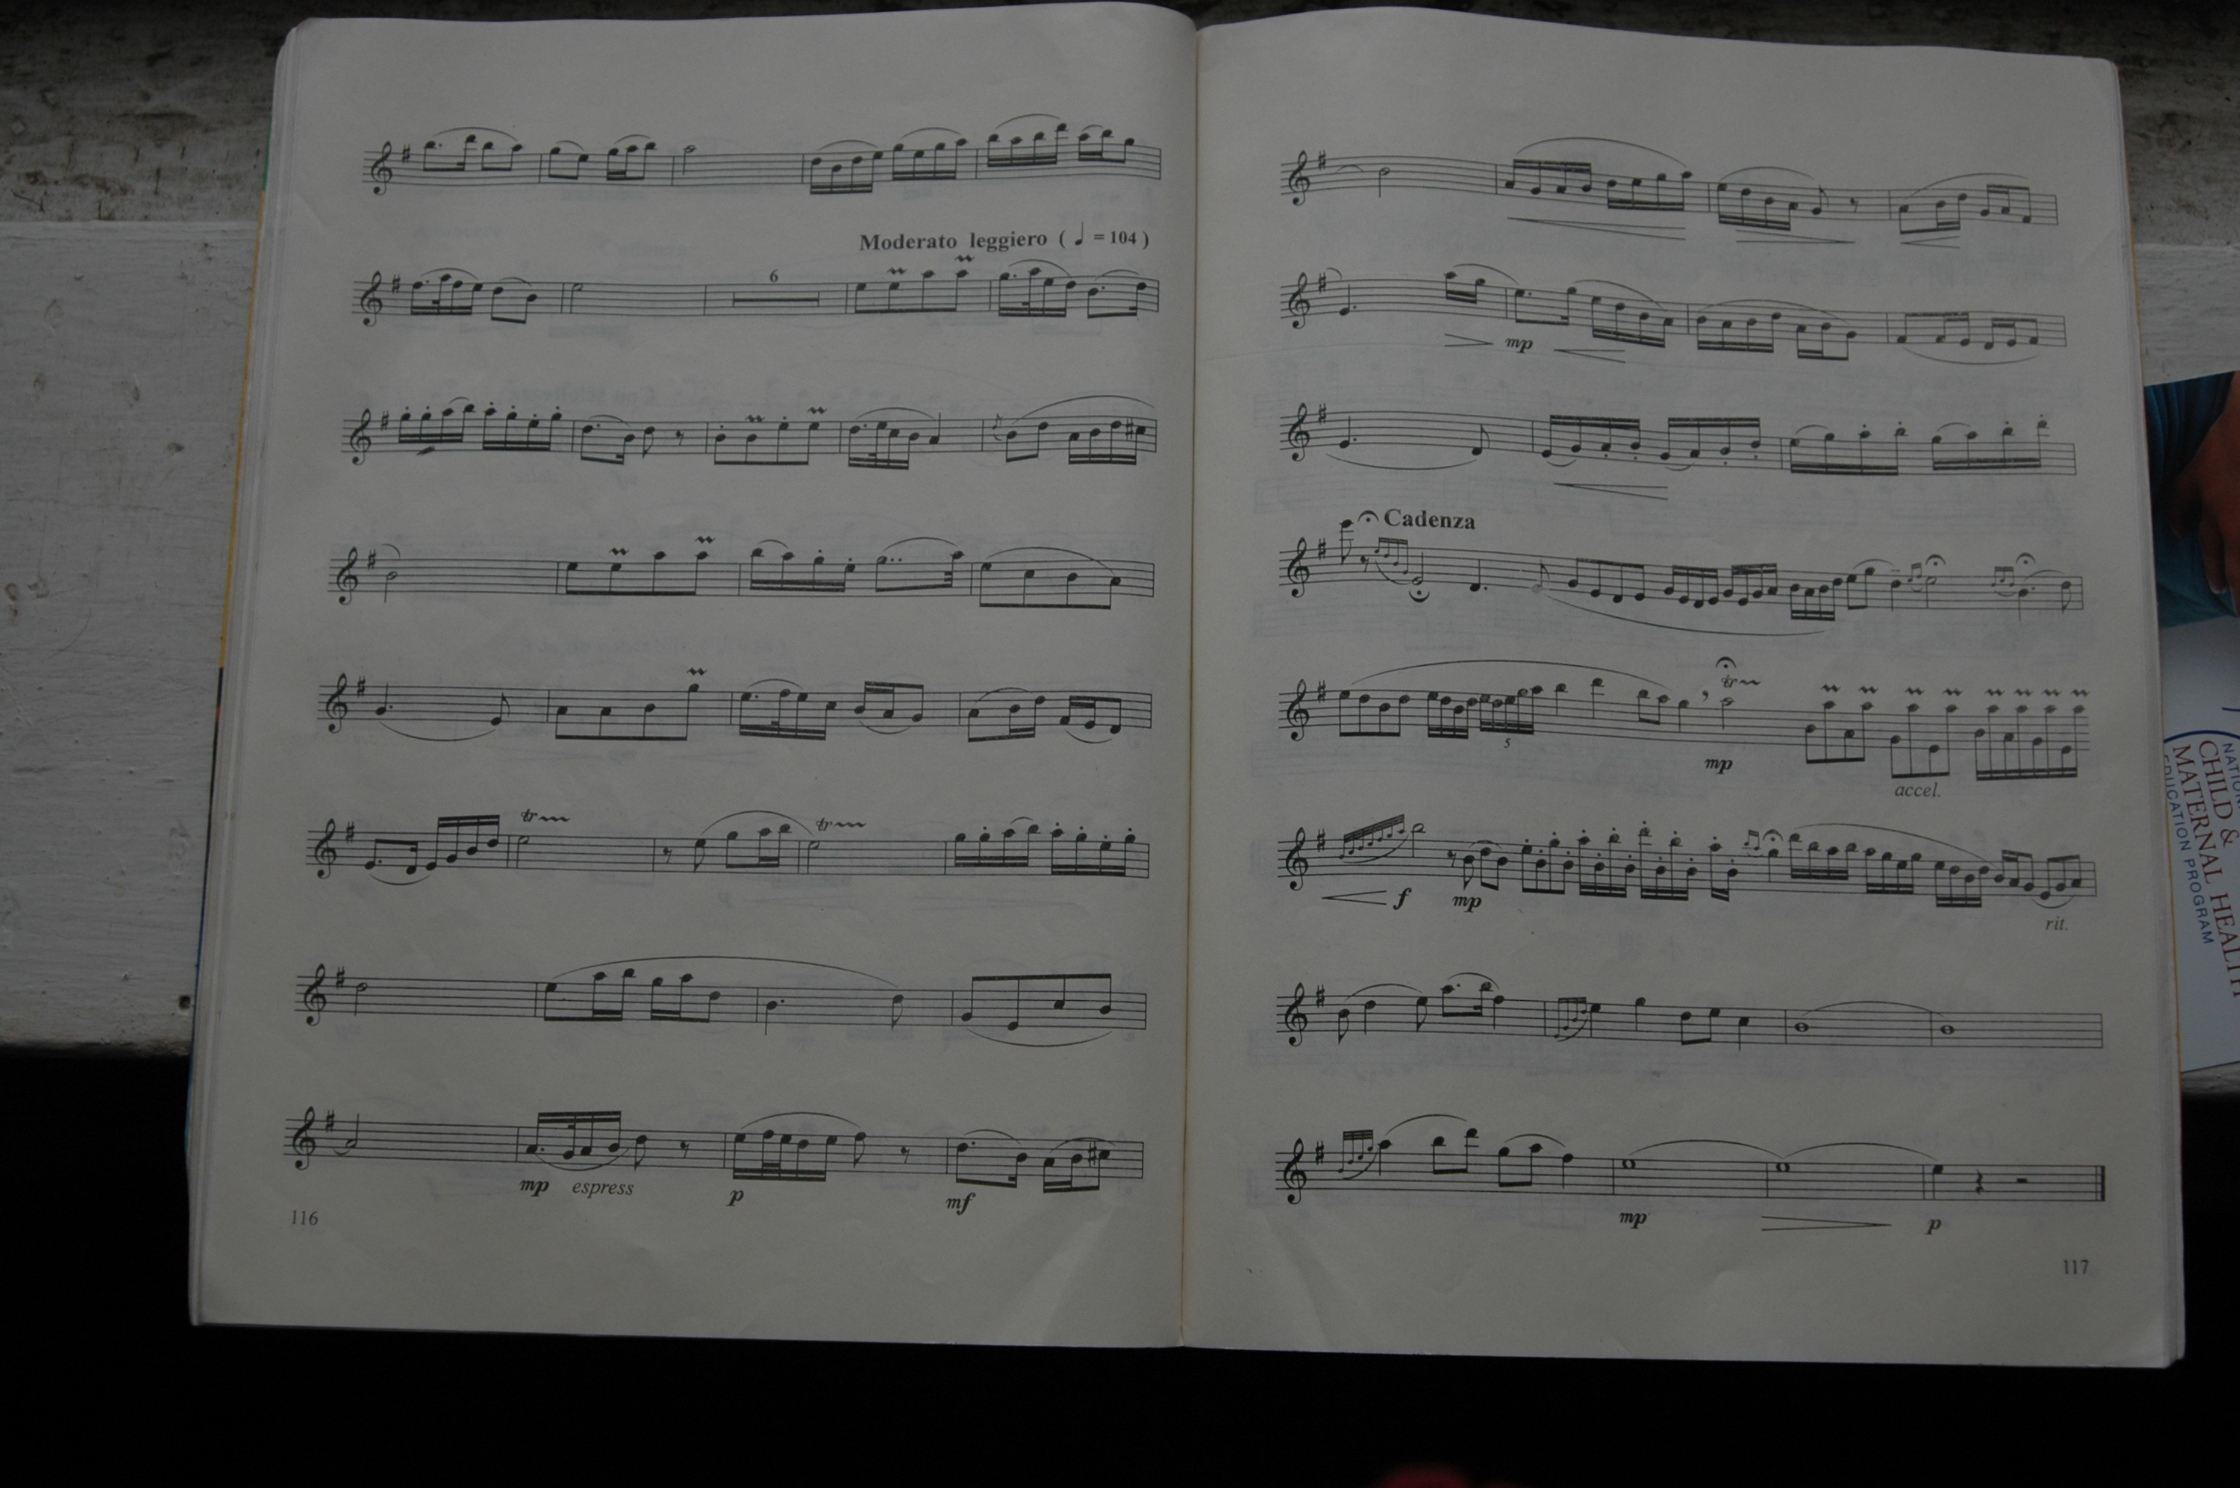 NATION
CHILD &
MATERNAL HEALTH
EDUCATION PROGRAM
Moderato leggiero ( ♩ = 104 )
6
tr
tr
mp espress
p
mf
116
mp
Cadenza
tr
5
mp
accel.
f
mp
rit.
mp
p
117